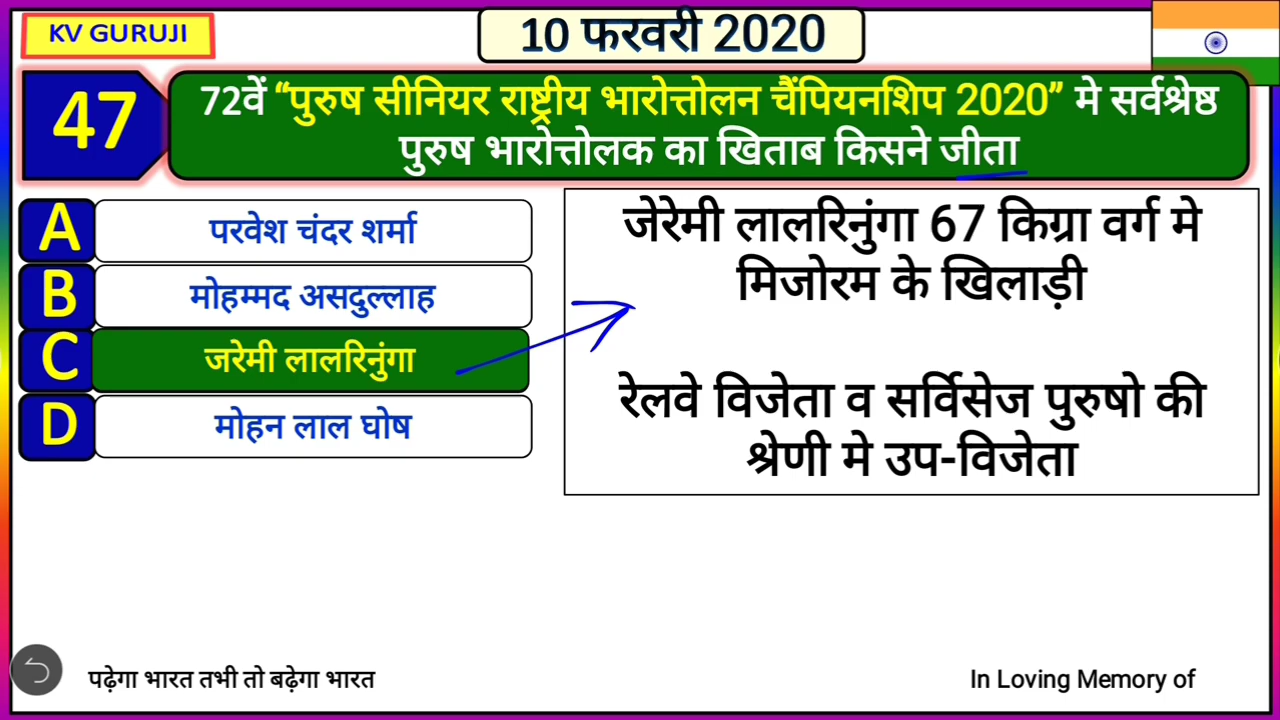 KV GURUJI
10 फरवरी 2020
47
72वें “पुरुष सीनियर राष्ट्रीय भारोत्तोलन चैंपियनशिप 2020” मे सर्वश्रेष्ठ
पुरुष भारोत्तोलक का खिताब किसने जीता
A
परवेश चंदर शर्मा
B
मोहम्मद असदुल्लाह
C
जरेमी लालरिनुंगा
D
मोहन लाल घोष
जेरेमी लालरिनुंगा 67 किग्रा वर्ग मे
मिजोरम के खिलाड़ी
रेलवे विजेता व सर्विसेज पुरुषो की
श्रेणी मे उप-विजेता
पढ़ेगा भारत तभी तो बढ़ेगा भारत
In Loving Memory of